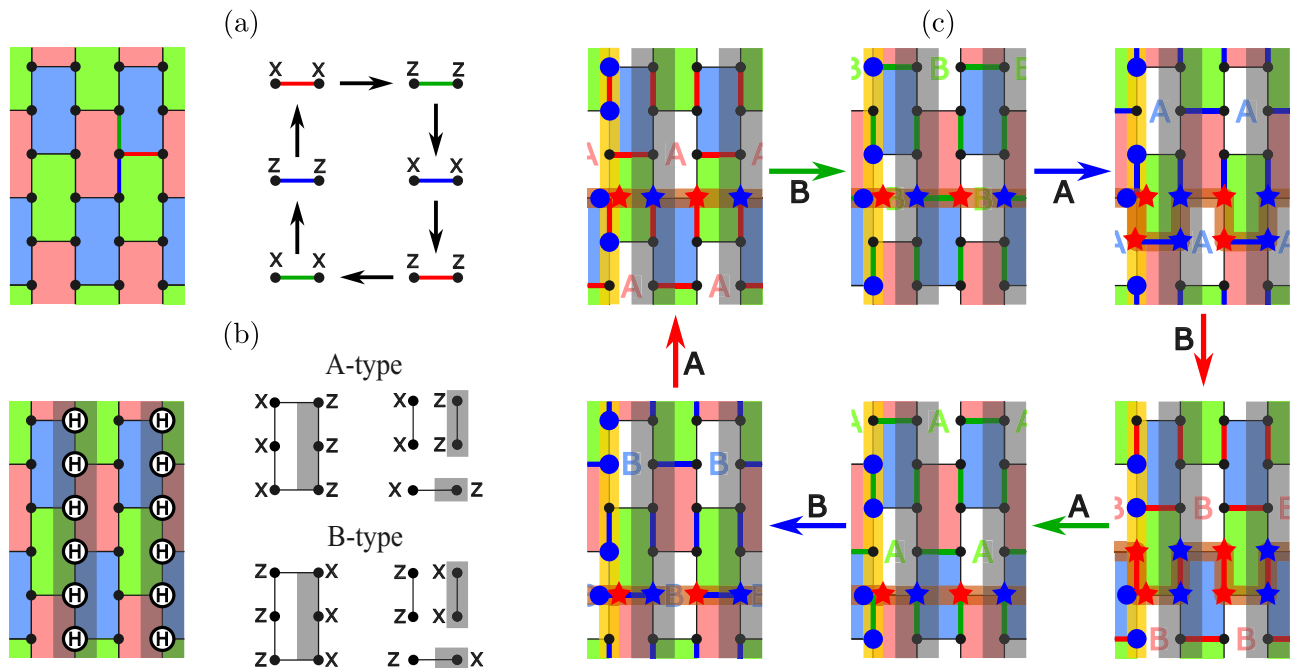 (a)
X X Z Z
Z Z X X
X X Z Z
(b)
H H
H H
H H
H H
H H
H H
A-type
X Z X Z
X Z X Z
X Z X Z
B-type
Z X Z X
Z X Z X
Z X Z X
(c)
A A A
A A
B
B B B
B B
A
A A
A A A
B
B B B
B B
A
A A A
A A
B
B B
B B B
A